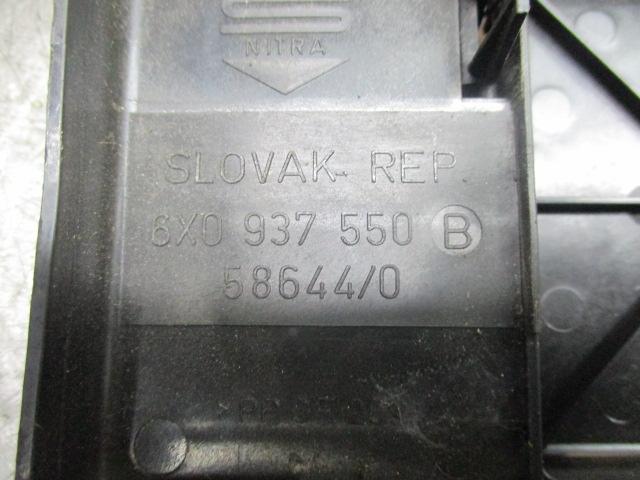 NITRA
SLOVAK REP.
6X0 937 550 B
58644/0